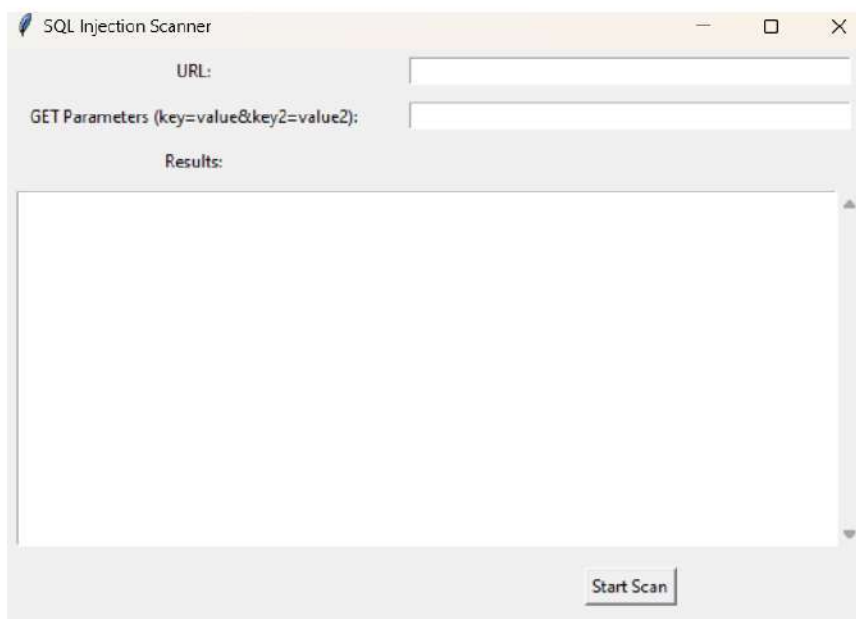 SQL Injection Scanner
URL:
GET Parameters (key=value&key2=value2):
Results:
Start Scan